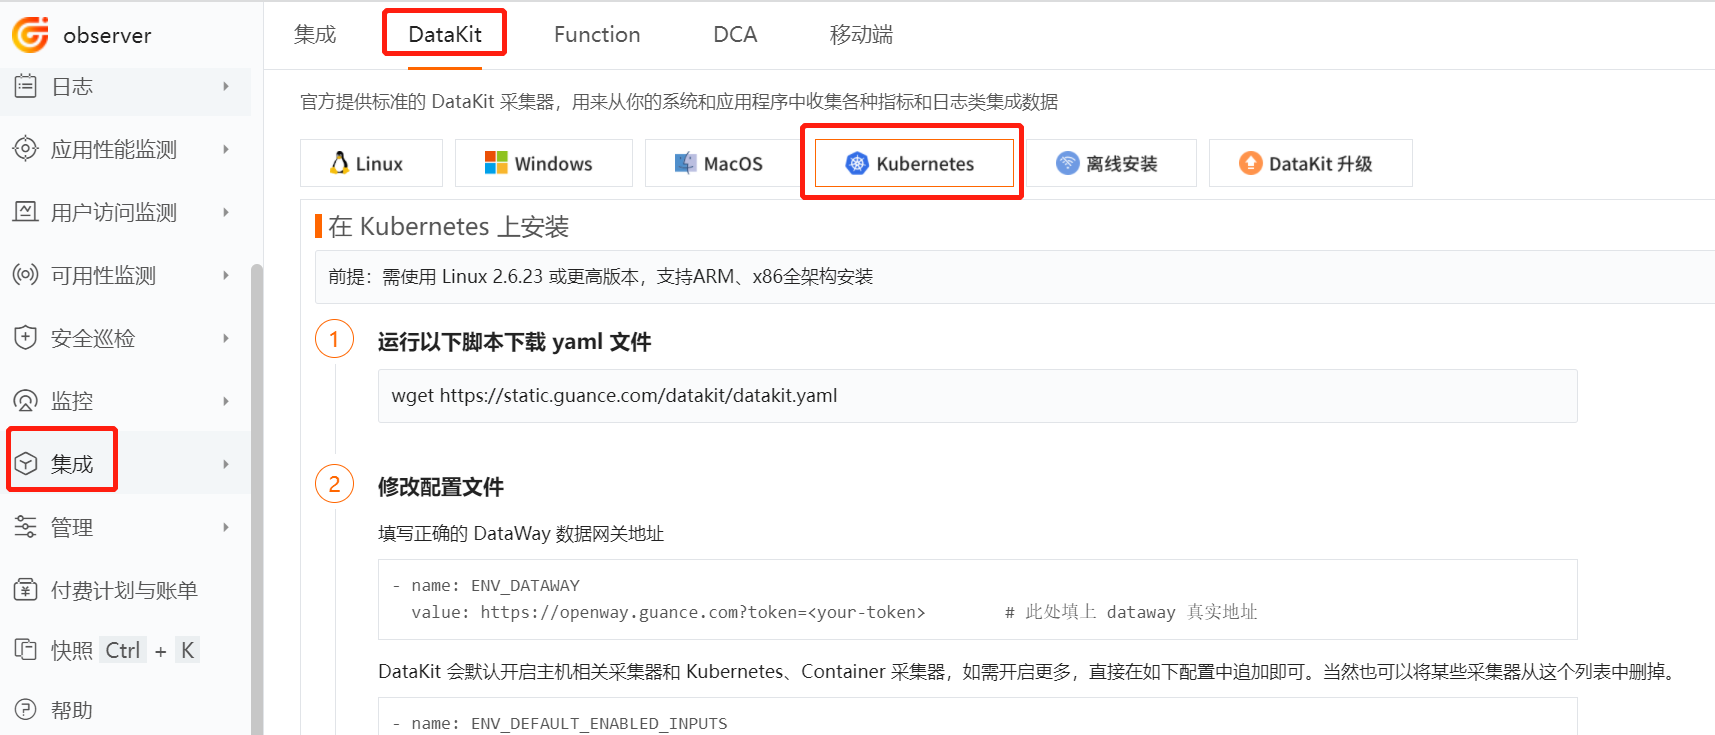 observer
日志
应用性能监测
用户访问监测
可用性监测
安全巡检
监控
集成
管理
付费计划与账单
快照 Ctrl + K
帮助
集成 DataKit Function DCA 移动端
官方提供标准的 DataKit 采集器，用来从你的系统和应用程序中收集各种指标和日志类集成数据
Linux Windows MacOS Kubernetes 离线安装 DataKit 升级
在 Kubernetes 上安装
前提：需使用 Linux 2.6.23 或更高版本，支持ARM、x86全架构安装
1 运行以下脚本下载 yaml 文件
wget https://static.guance.com/datakit/datakit.yaml
2 修改配置文件
填写正确的 DataWay 数据网关地址
- name: ENV_DATAWAY
value: https://openway.guance.com?token=<your-token> # 此处填上 dataway 真实地址
DataKit 会默认开启主机相关采集器和 Kubernetes、Container 采集器，如需开启更多，直接在如下配置中追加即可。当然也可以将某些采集器从这个列表中删掉。
- name: ENV_DEFAULT_ENABLED_INPUTS